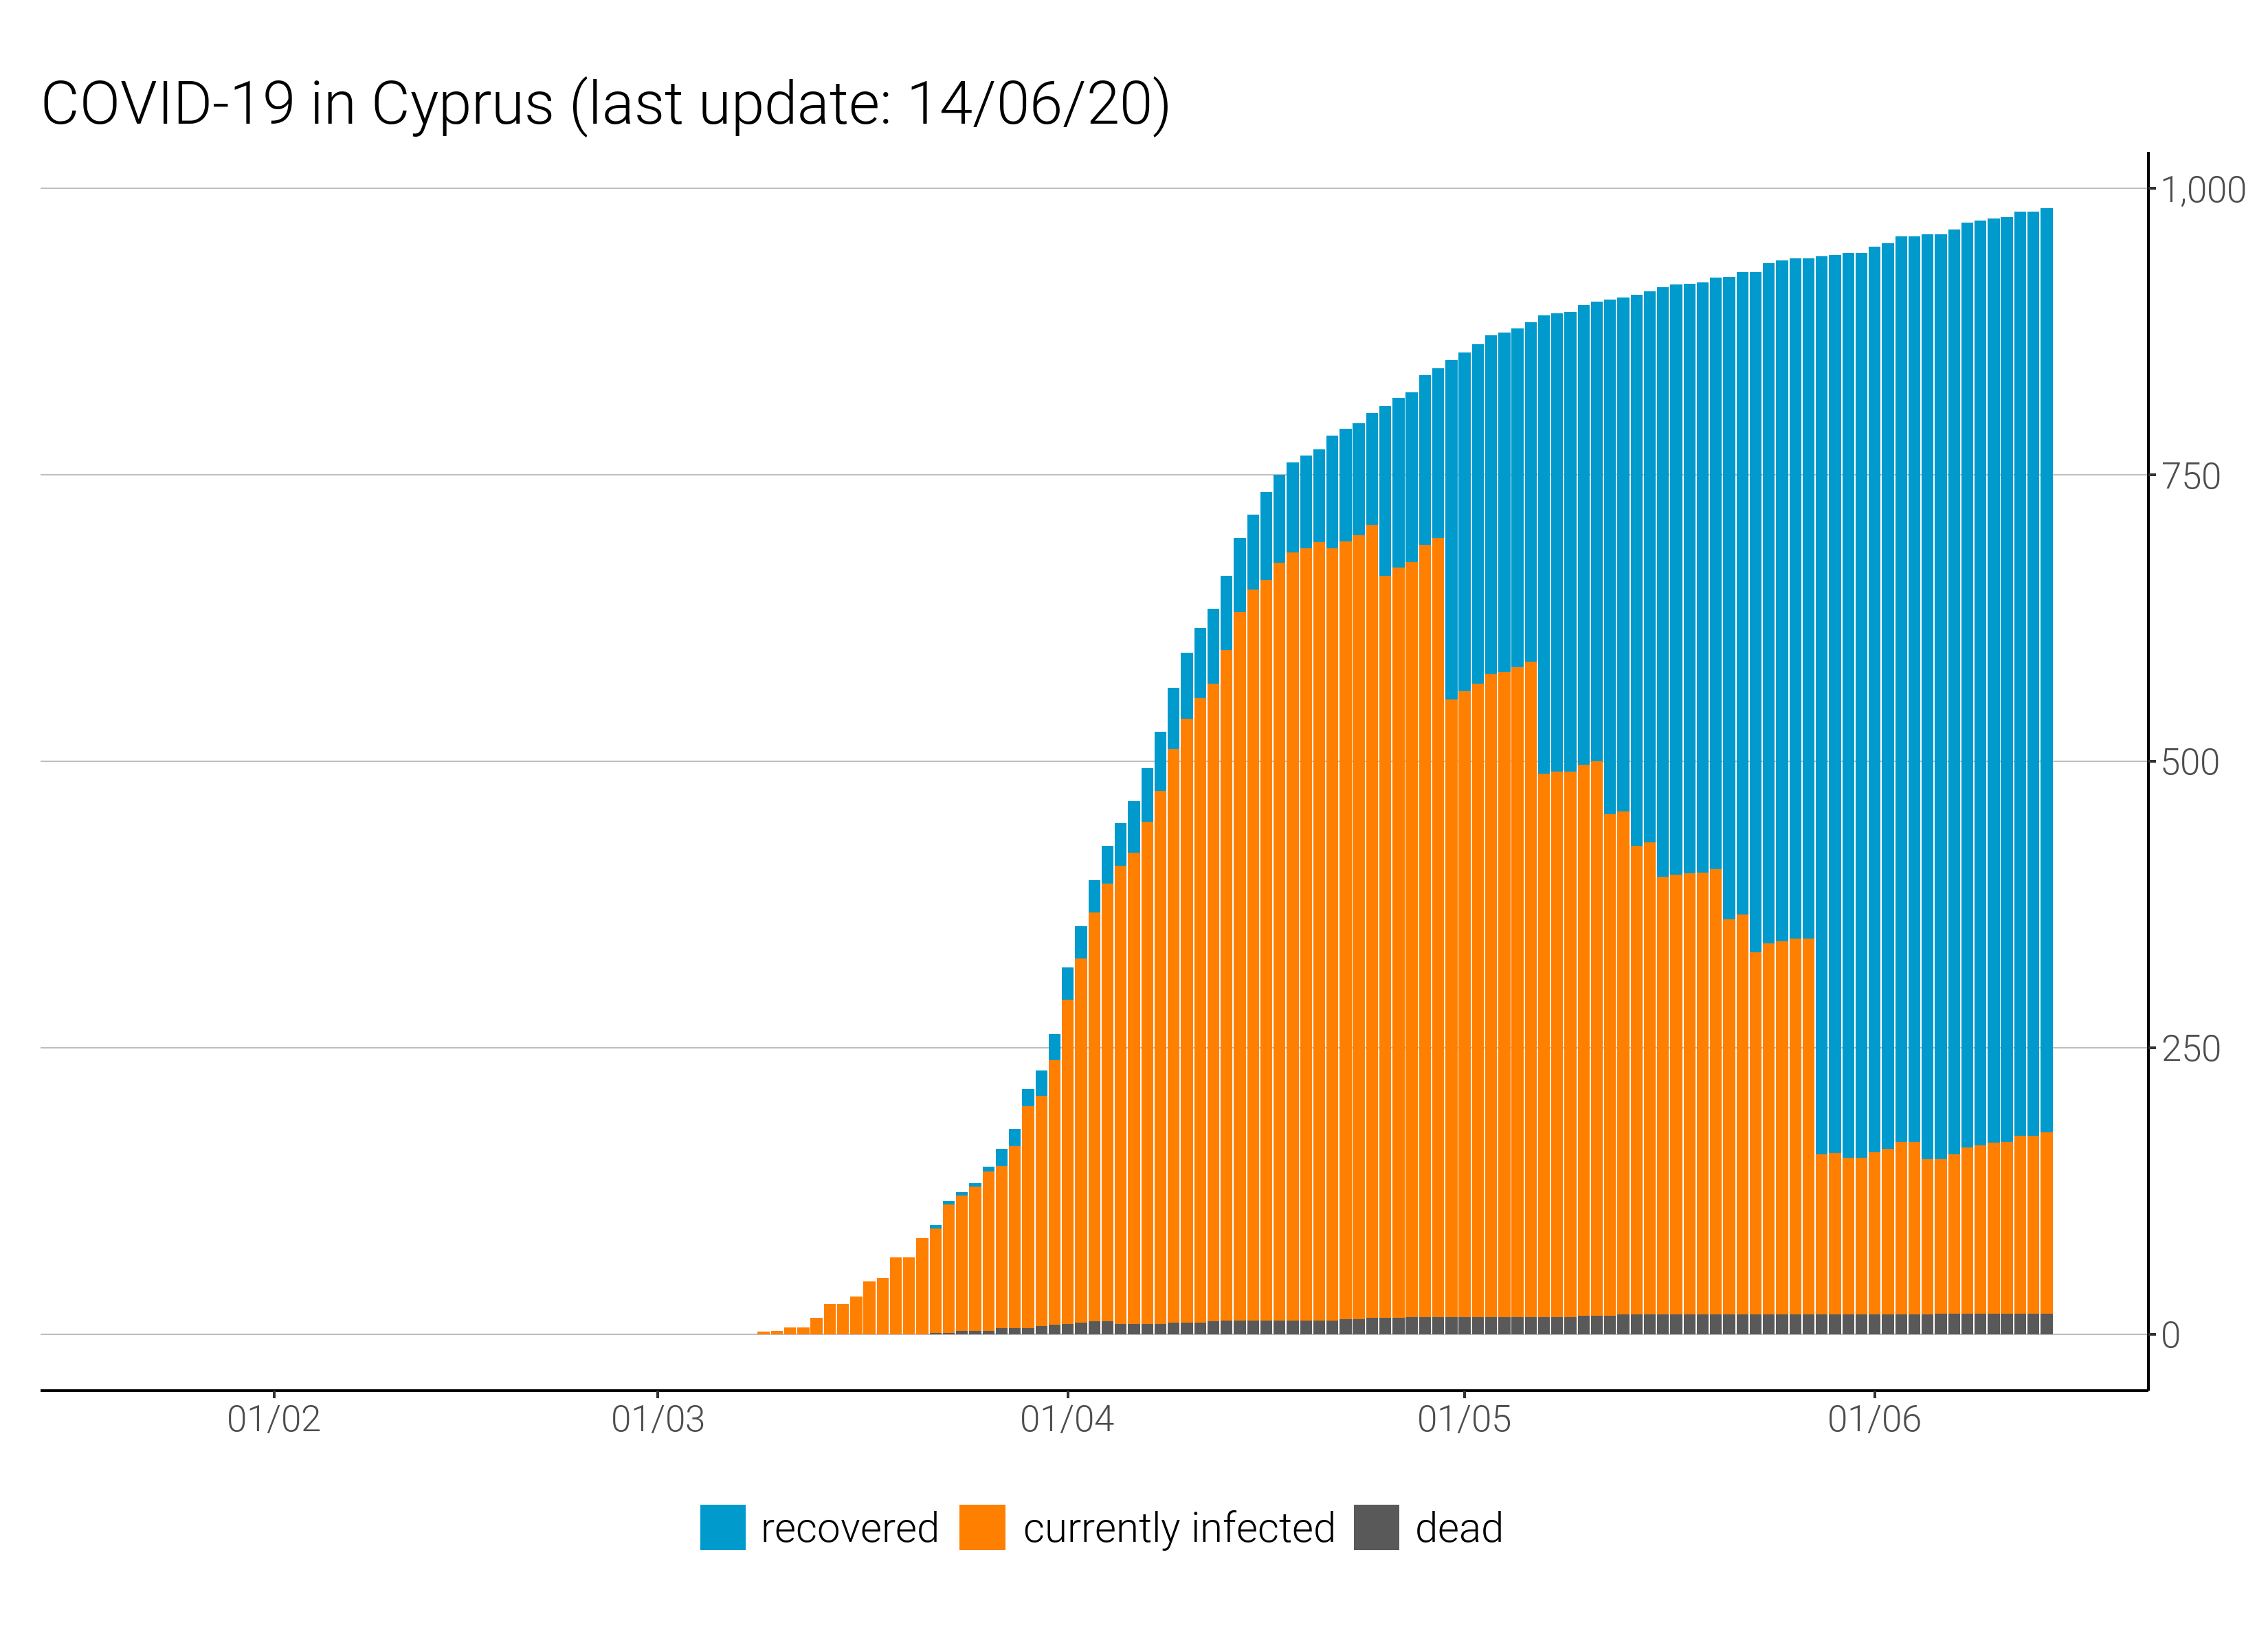 COVID-19 in Cyprus (last update: 14/06/20)
1,000
750
500
250
0
01/02 01/03 01/04 01/05 01/06
recovered currently infected dead